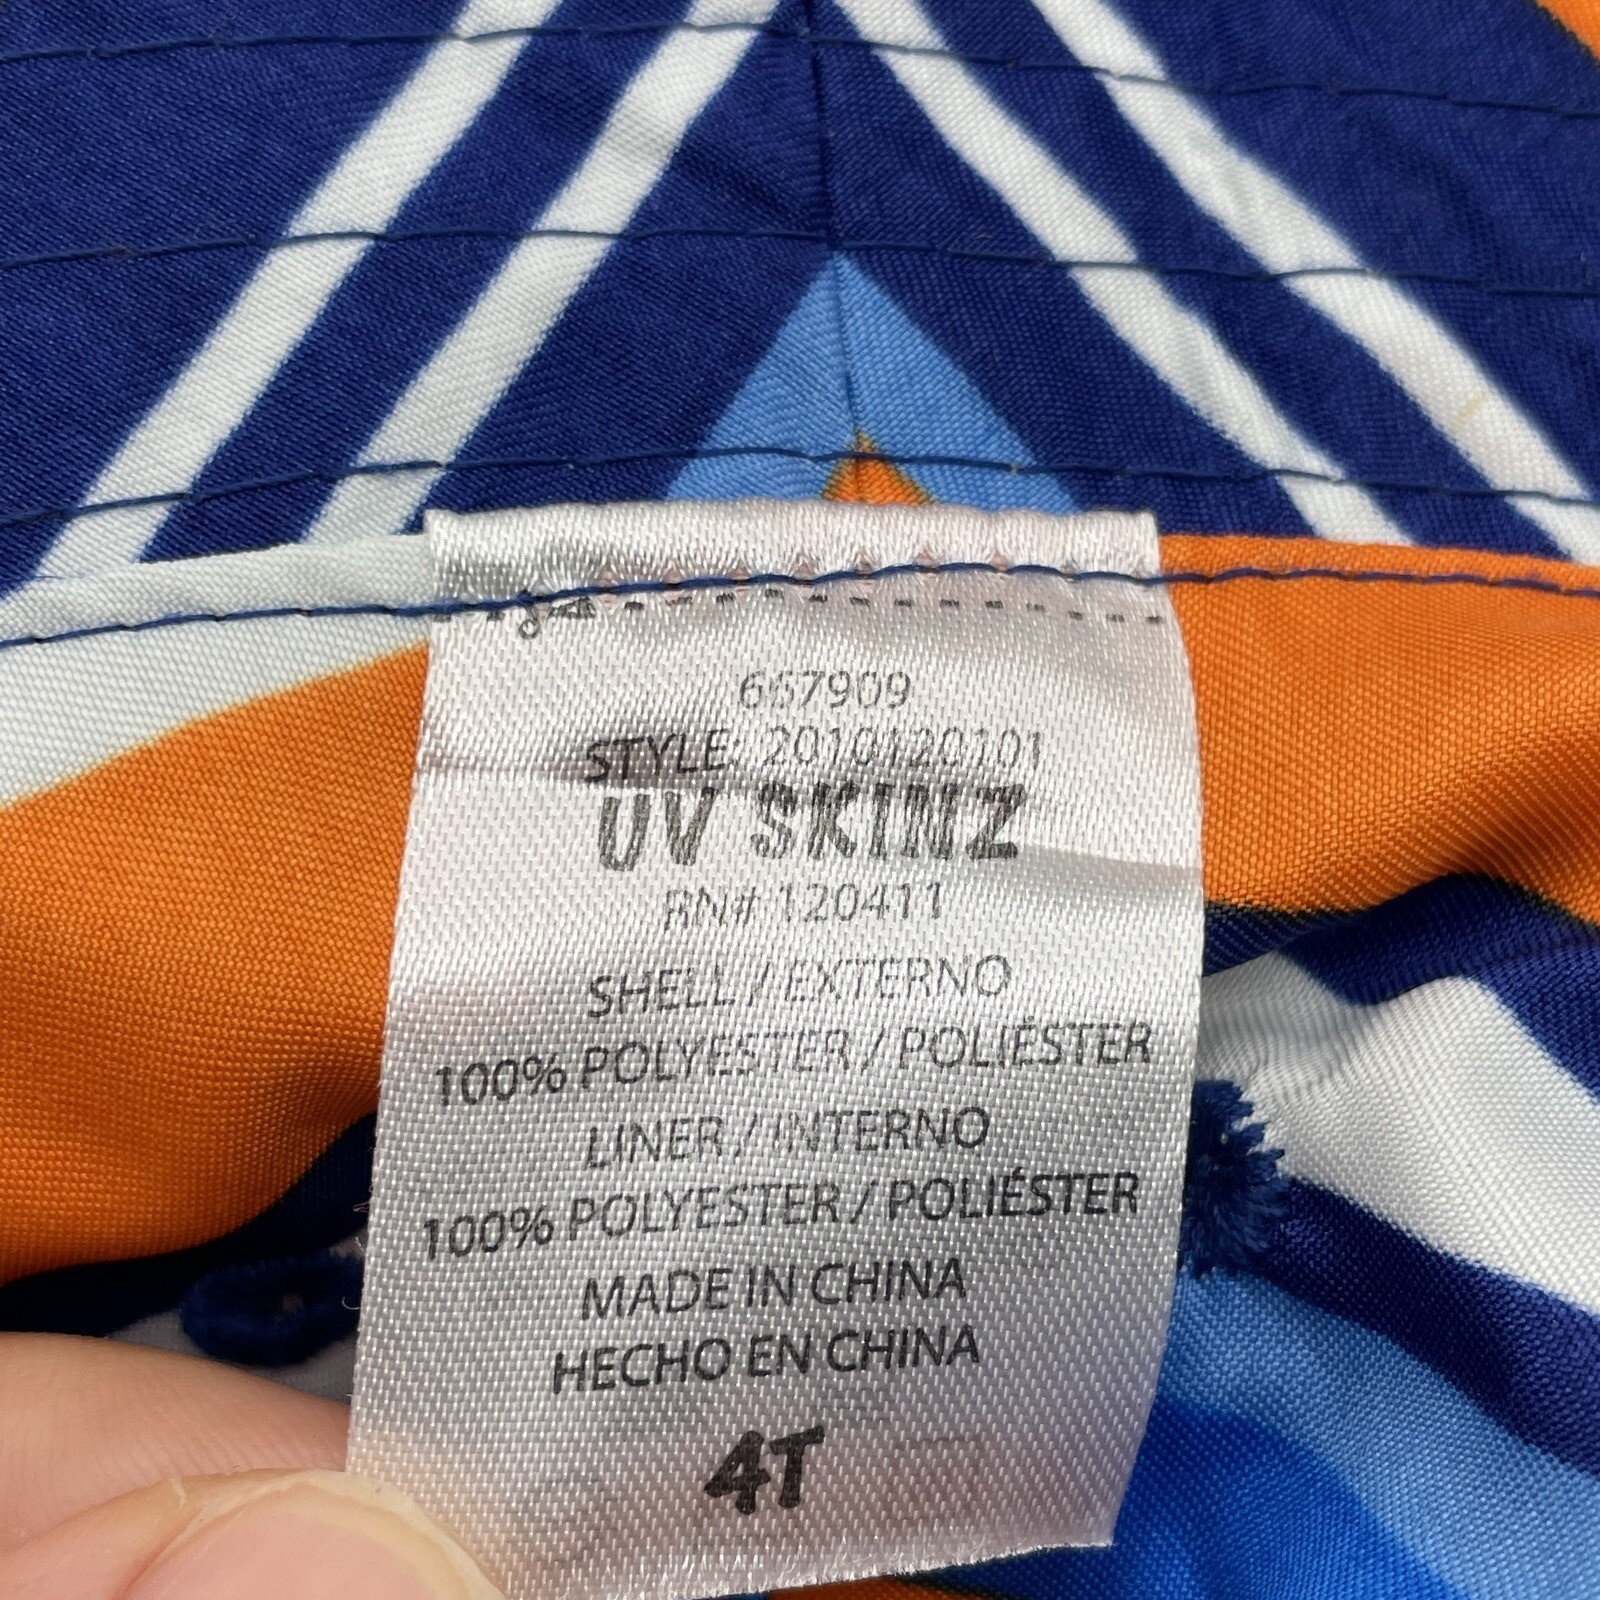 667909
STYLE: 2010120101
UV SKINZ
RN# 120411
SHELL / EXTERNO
100% POLYESTER / POLIÉSTER
LINER / INTERNO
100% POLYESTER / POLIÉSTER
MADE IN CHINA
HECHO EN CHINA
4T